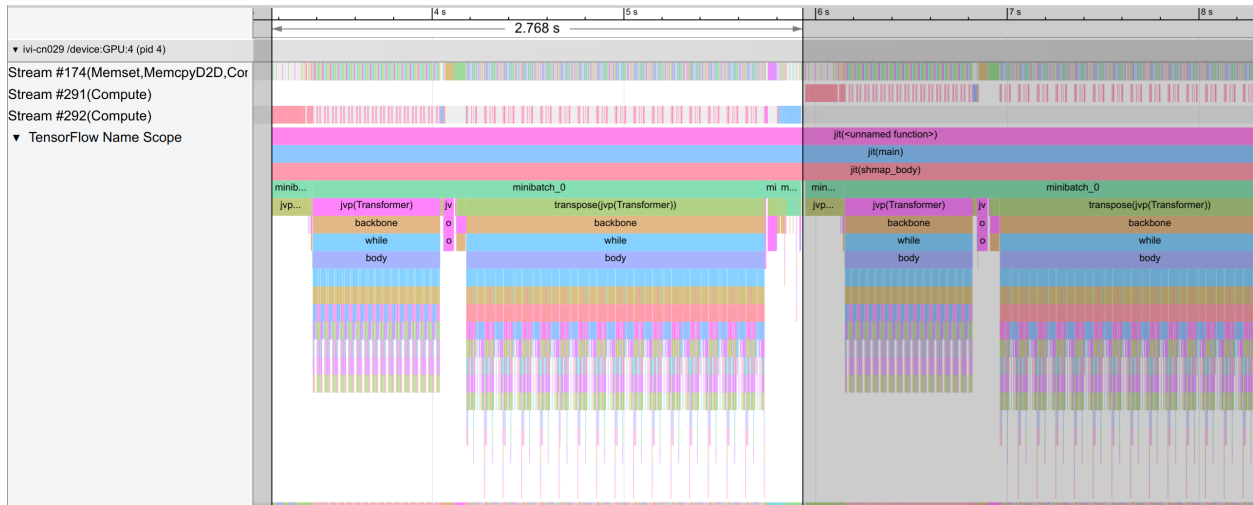 4 s 5 s 6 s 7 s 8 s
2.768 s
▼ ivi-cn029 /device:GPU:4 (pid 4)
Stream #174(Memset,MemcpyD2D,Cor
Stream #291(Compute)
Stream #292(Compute)
▼ TensorFlow Name Scope
jit(<unnamed function>)
jit(main)
jit(shmap_body)
minib... minibatch_0 mi m... min... minibatch_0
jvp... jvp(Transformer) jv transpose(jvp(Transformer)) jvp... jvp(Transformer) jv transpose(jvp(Transformer))
backbone o backbone backbone o backbone
while o while while o while
body body body body